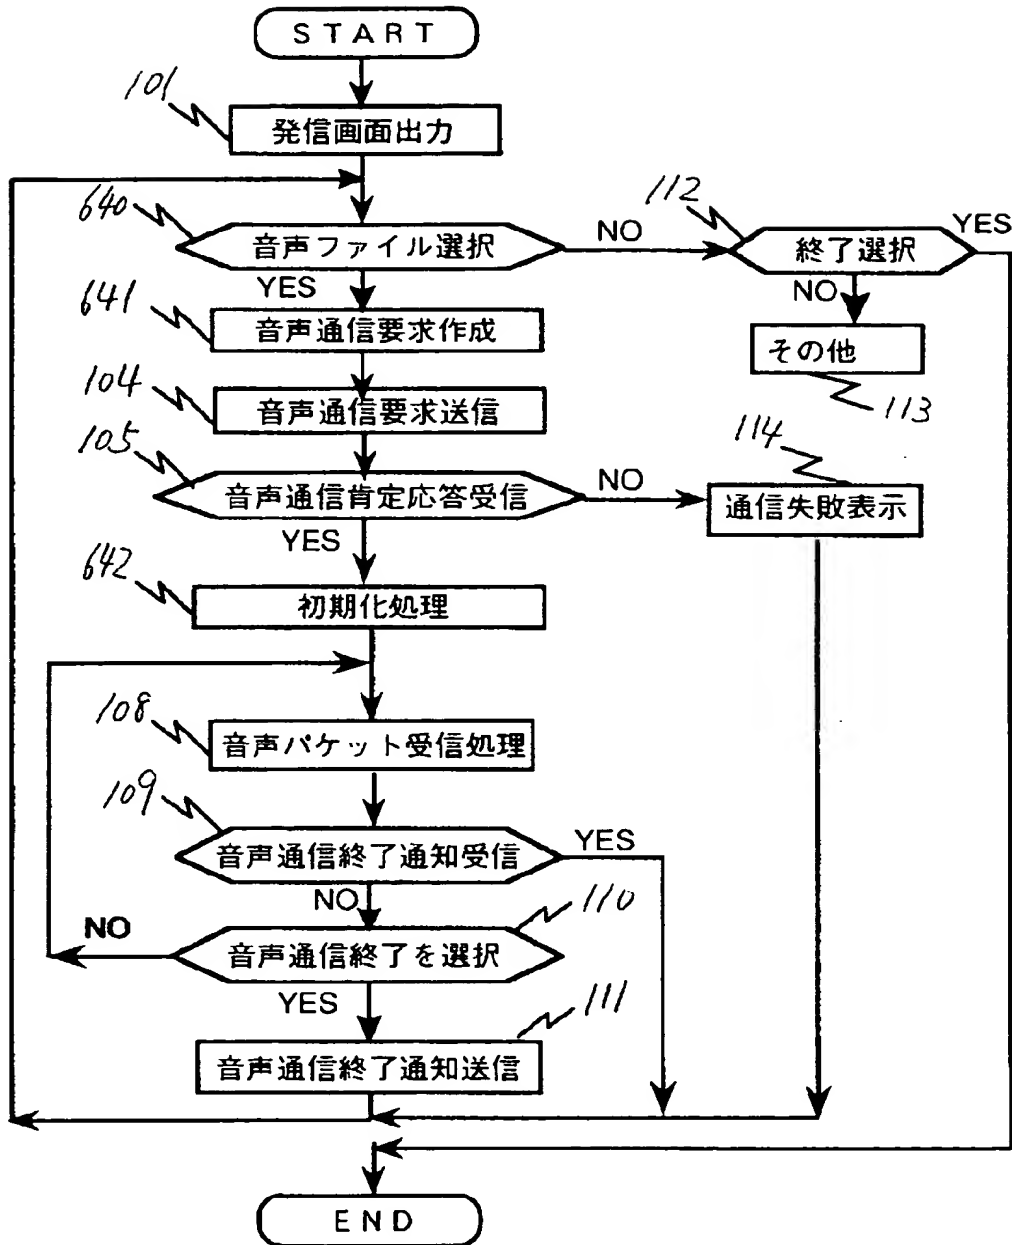 START
101
発信画面出力
640
音声ファイル選択
NO
112
終了選択
YES
YES
NO
641
音声通信要求作成
その他
113
104
音声通信要求送信
105
音声通信肯定応答受信
NO
114
通信失敗表示
YES
642
初期化処理
108
音声パケット受信処理
109
音声通信終了通知受信
YES
NO
110
NO
音声通信終了を選択
YES
111
音声通信終了通知送信
END